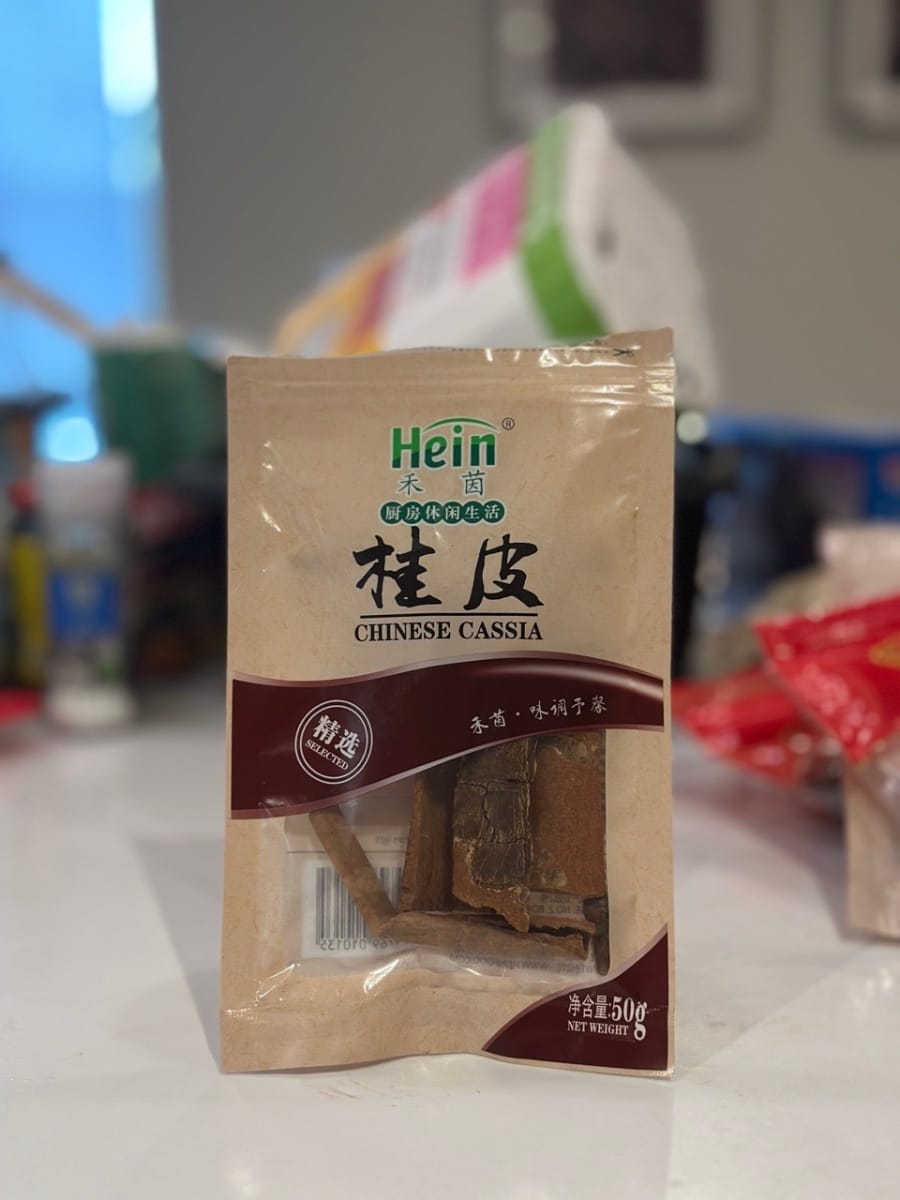 Hein®
禾茵
厨房休闲生活
桂皮
CHINESE CASSIA
禾茵·味调予馨
精选
SELECTED
010135
净含量:50g
NET WEIGHT